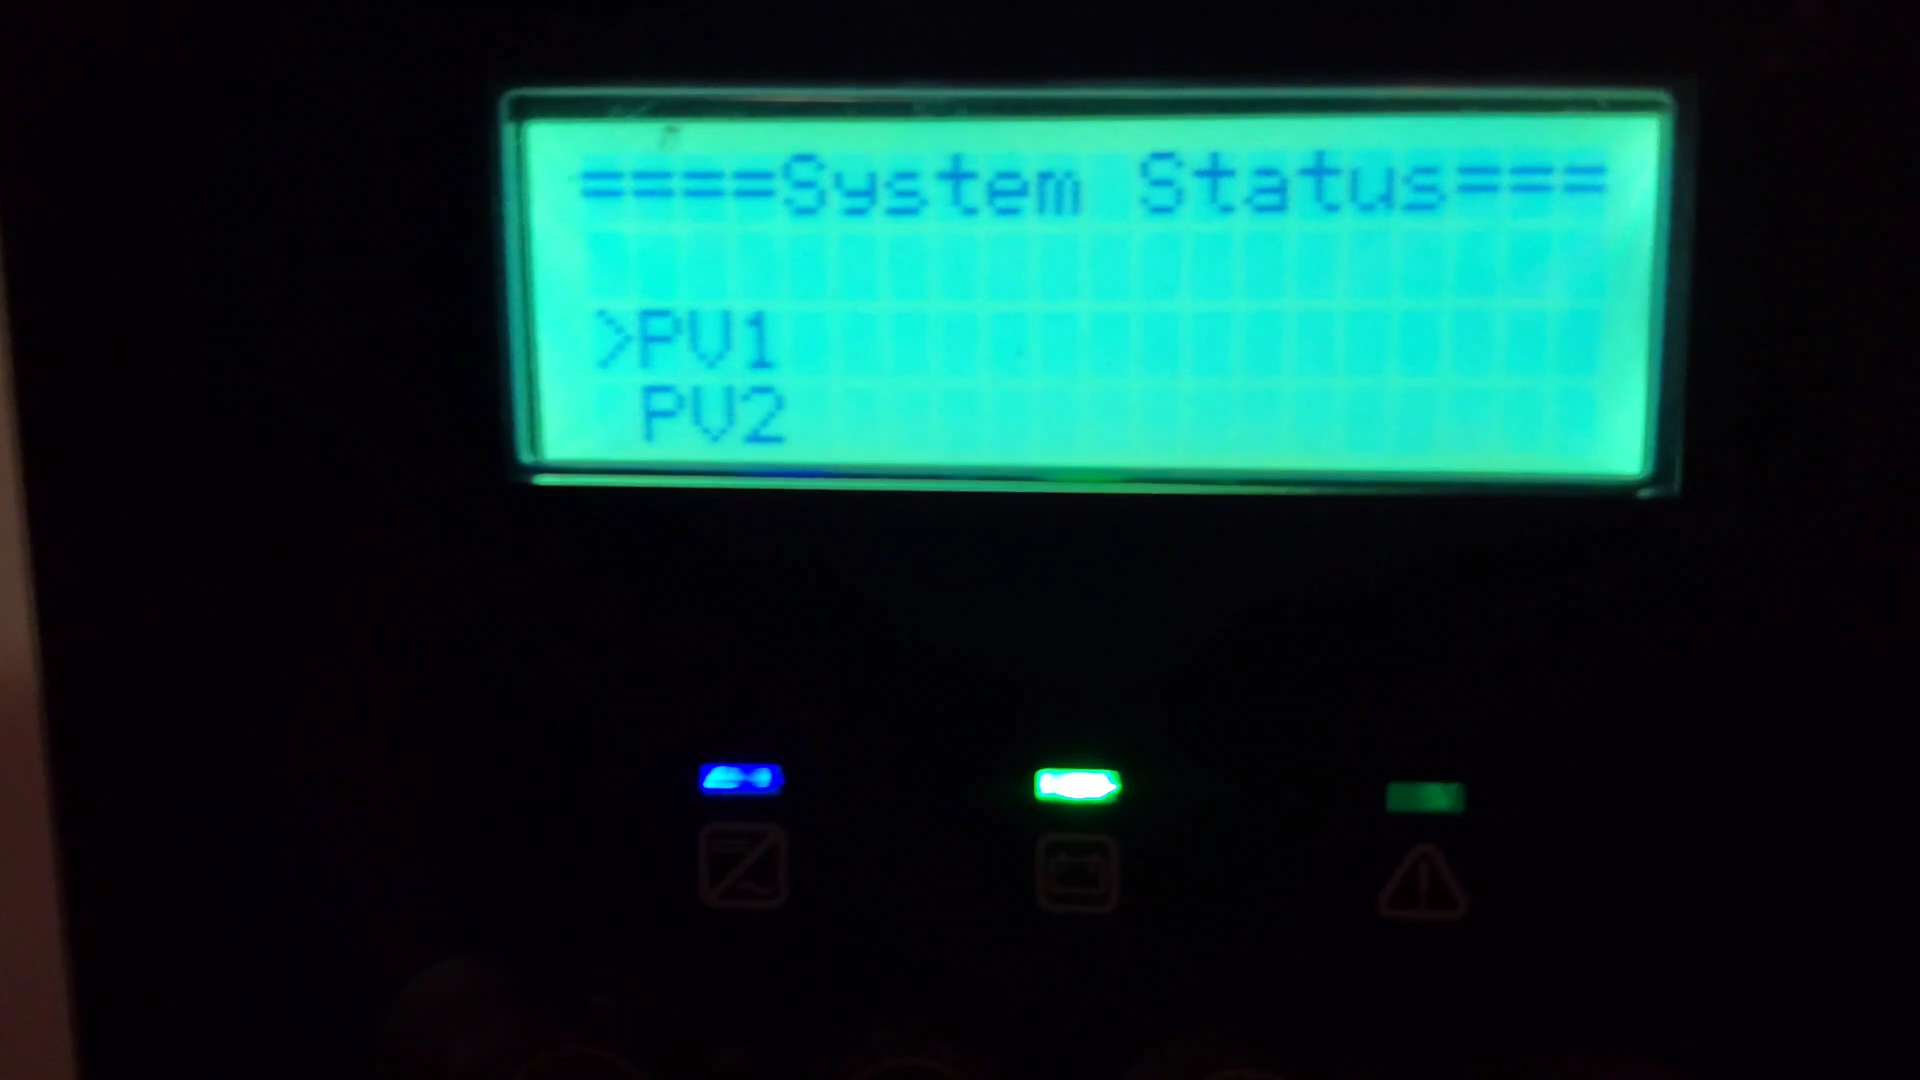 ====System Status===
>PV1
PV2